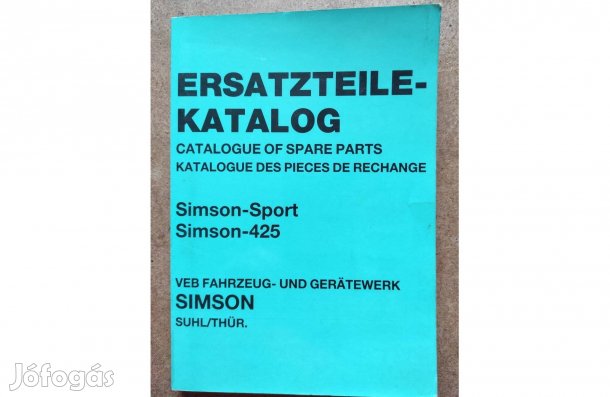 ERSATZTEILE-
KATALOG
CATALOGUE OF SPARE PARTS
KATALOGUE DES PIECES DE RECHANGE
Simson-Sport
Simson-425
VEB FAHRZEUG- UND GERÄTEWERK
SIMSON
SUHL/THÜR.
Jófogás